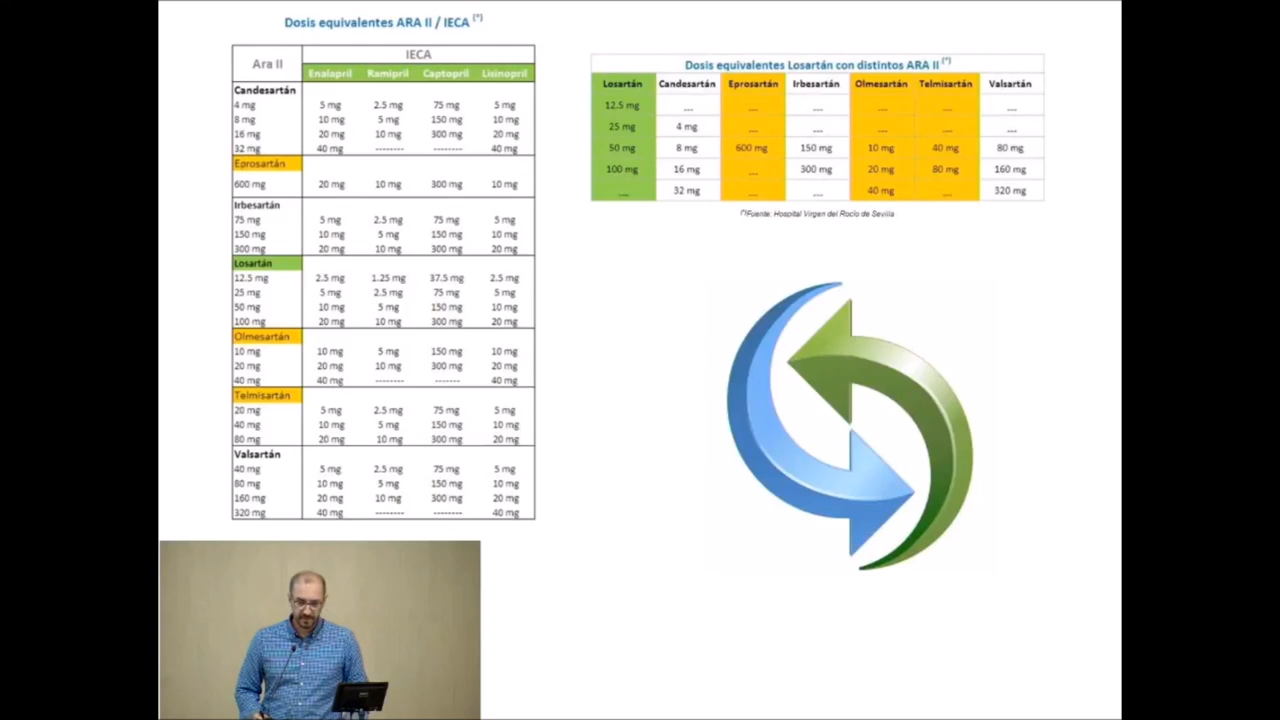 Dosis equivalentes ARA II / IECA (*)
Ara II IECA
Enalapril Ramipril Captopril Lisinopril
Candesartán
4 mg 5 mg 2.5 mg 75 mg 5 mg
8 mg 10 mg 5 mg 150 mg 10 mg
16 mg 20 mg 10 mg 300 mg 20 mg
32 mg 40 mg -------- -------- 40 mg
Eprosartán
600 mg 20 mg 10 mg 300 mg 10 mg
Irbesartán
75 mg 5 mg 2.5 mg 75 mg 5 mg
150 mg 10 mg 5 mg 150 mg 10 mg
300 mg 20 mg 10 mg 300 mg 20 mg
Losartán
12.5 mg 2.5 mg 1.25 mg 37.5 mg 2.5 mg
25 mg 5 mg 2.5 mg 75 mg 5 mg
50 mg 10 mg 5 mg 150 mg 10 mg
100 mg 20 mg 10 mg 300 mg 20 mg
Olmesartán
10 mg 10 mg 5 mg 150 mg 10 mg
20 mg 20 mg 10 mg 300 mg 20 mg
40 mg 40 mg -------- ------- 40 mg
Telmisartán
20 mg 5 mg 2.5 mg 75 mg 5 mg
40 mg 10 mg 5 mg 150 mg 10 mg
80 mg 20 mg 10 mg 300 mg 20 mg
Valsartán
40 mg 5 mg 2.5 mg 75 mg 5 mg
80 mg 10 mg 5 mg 150 mg 10 mg
160 mg 20 mg 10 mg 300 mg 20 mg
320 mg 40 mg -------- -------- 40 mg
Dosis equivalentes Losartán con distintos ARA II (*)
Losartán Candesartán Eprosartán Irbesartán Olmesartán Telmisartán Valsartán
12.5 mg ---- ---- ---- ---- ---- ----
25 mg 4 mg ---- ---- ---- ---- ----
50 mg 8 mg 600 mg 150 mg 10 mg 40 mg 80 mg
100 mg 16 mg ---- 300 mg 20 mg 80 mg 160 mg
---- 32 mg ---- ---- 40 mg ---- 320 mg
(*)Fuente: Hospital Virgen del Rocío de Sevilla